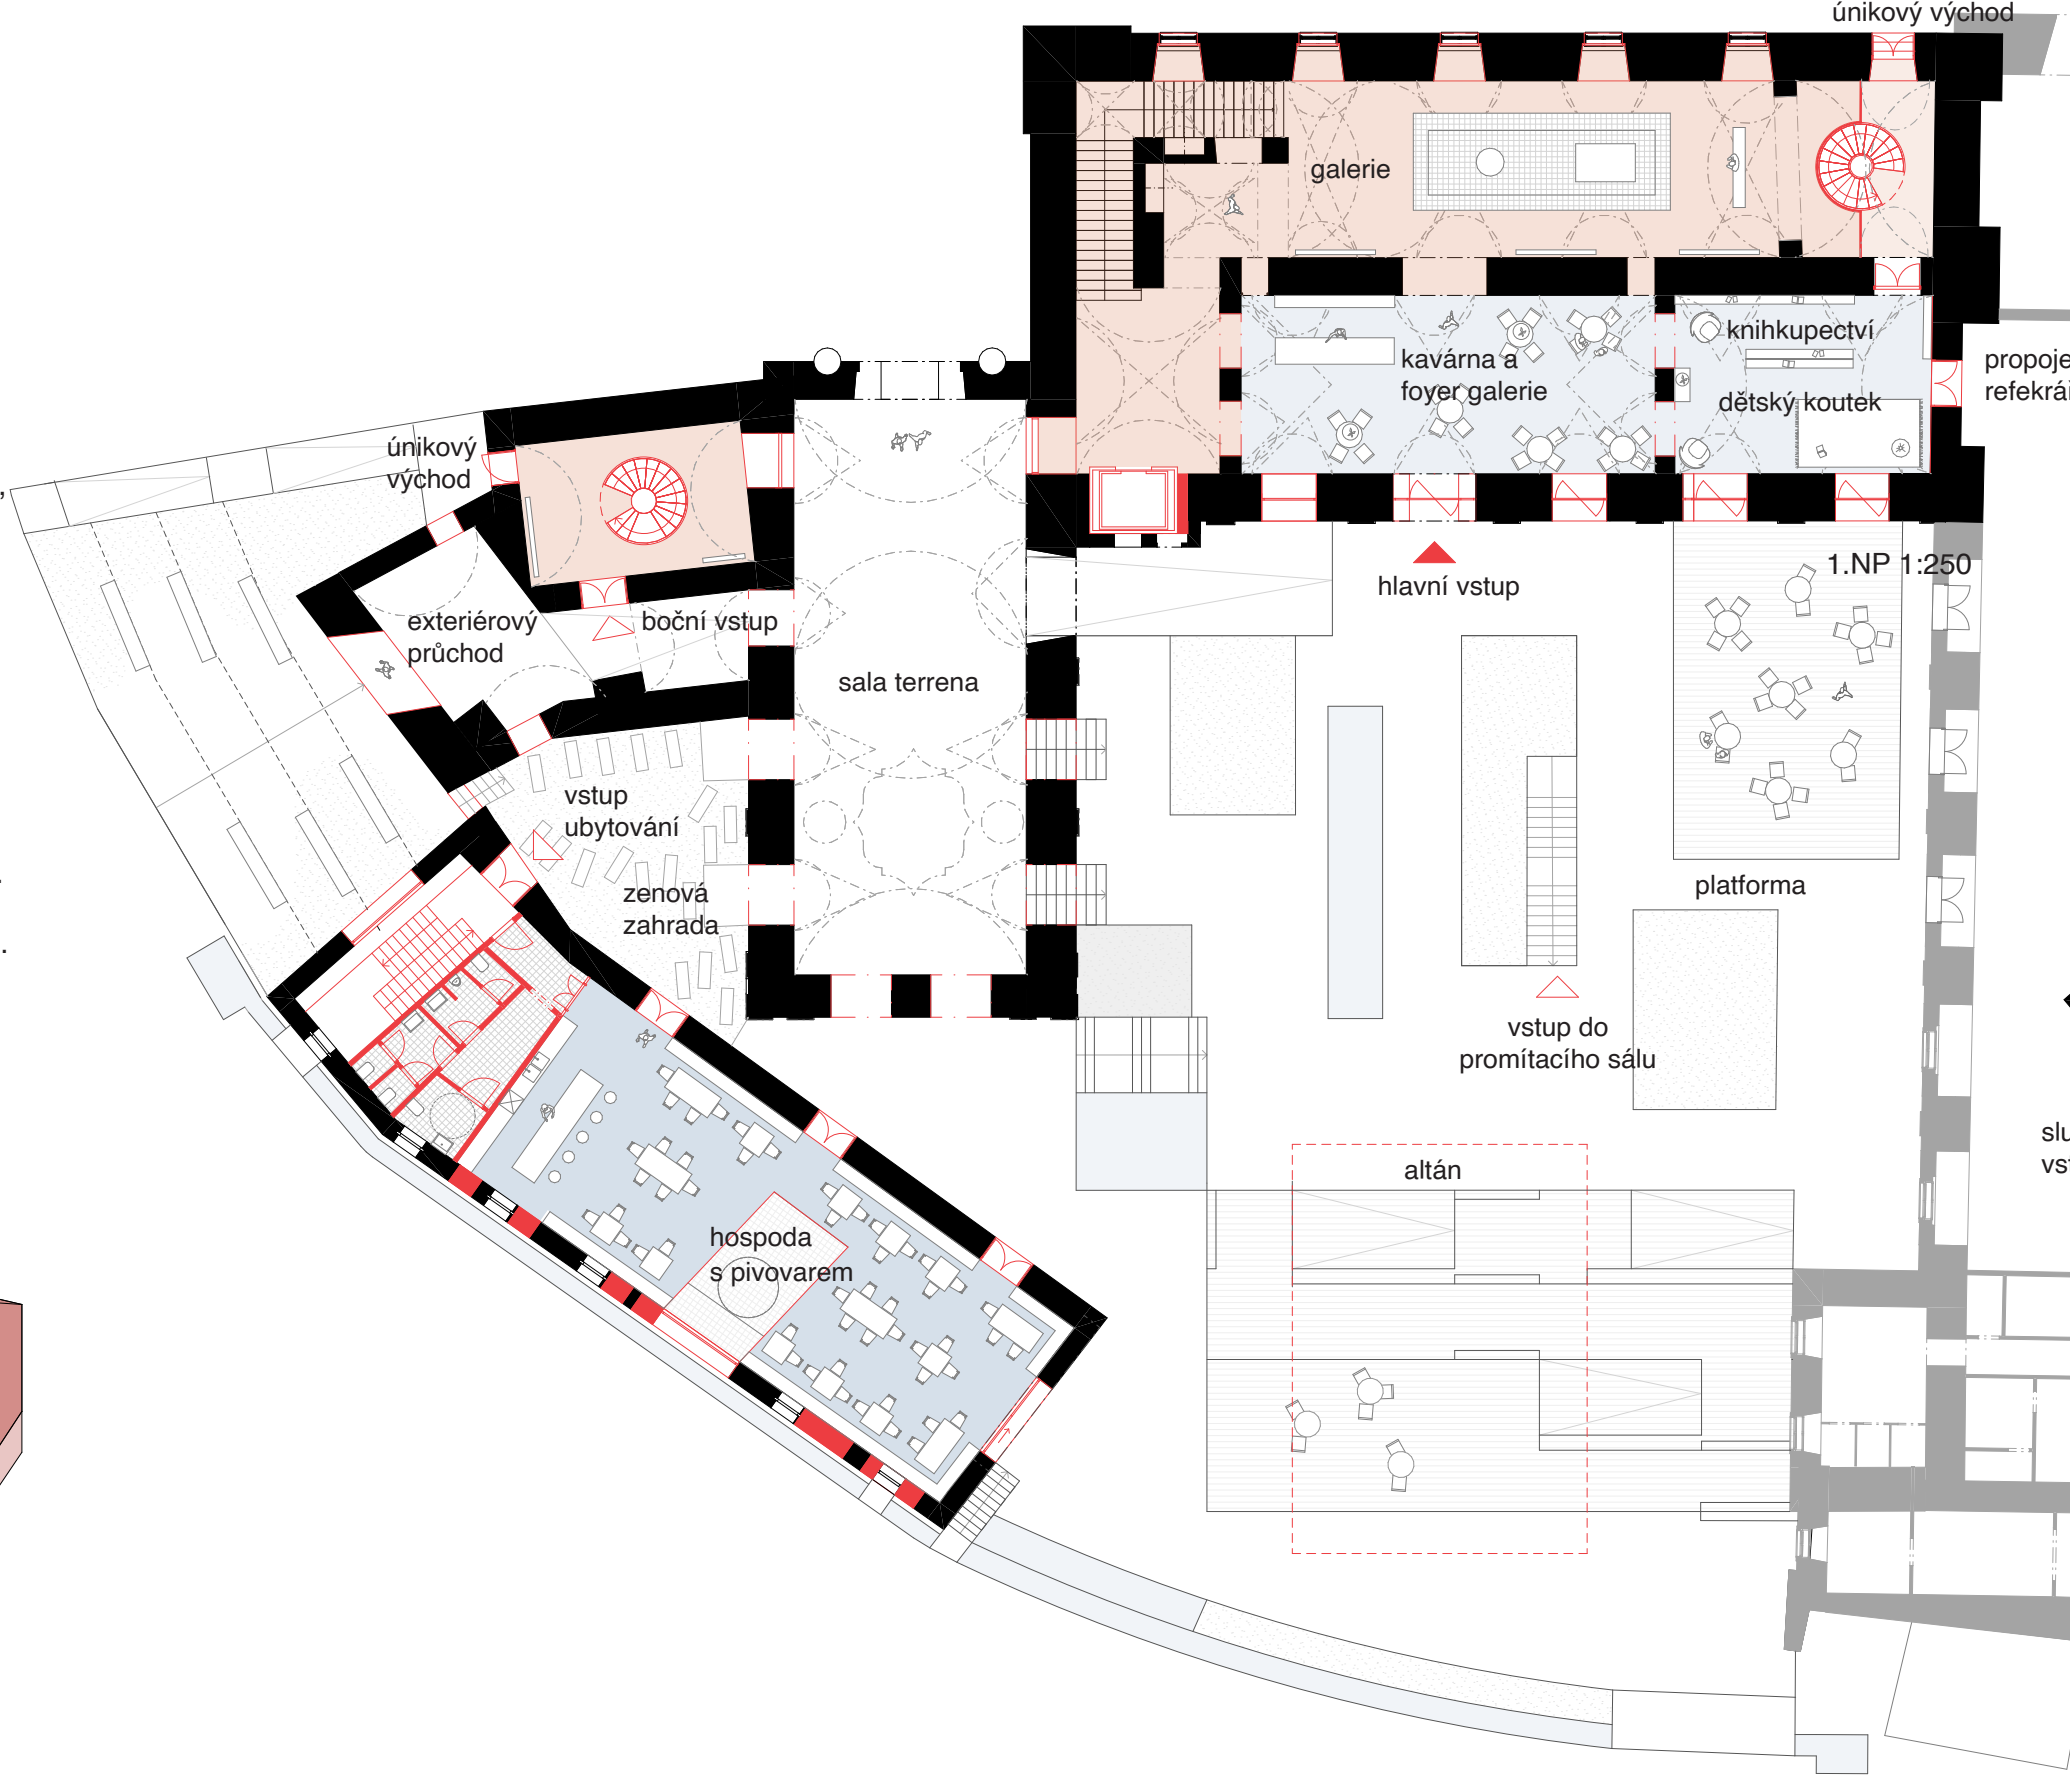 únikový východ
galerie
knihkupectví
kavárna a
foyer galerie
dětský koutek
únikový
východ
1.NP 1:250
hlavní vstup
exteriérový
průchod
boční vstup
sala terrena
vstup
ubytování
zenová
zahrada
platforma
vstup do
promítacího sálu
altán
hospoda
s pivovarem